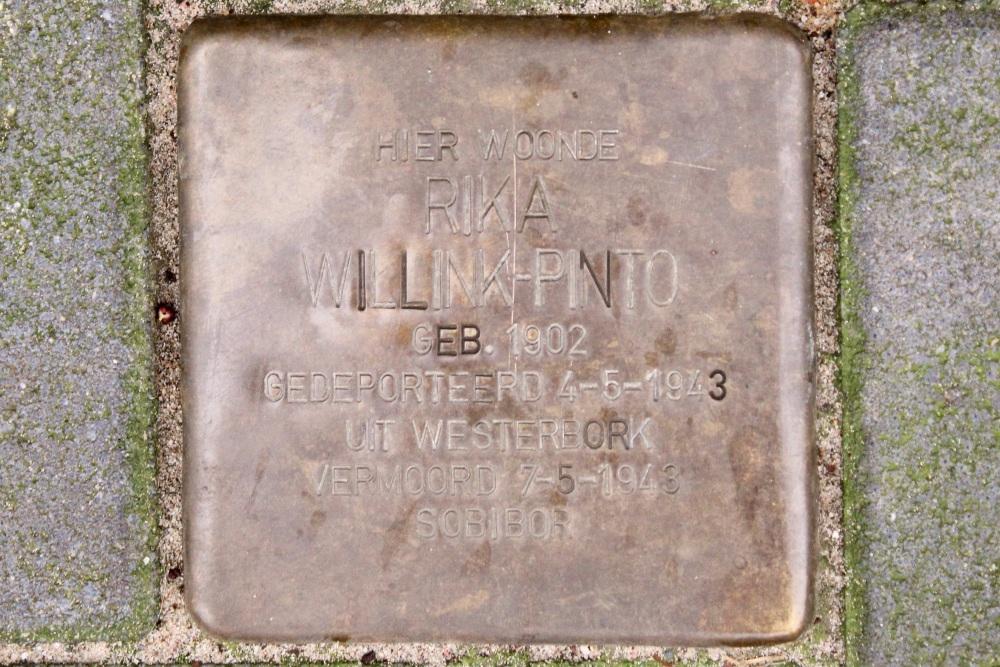 HIER WOONDE
RIKA
WILLINK-PINTO
GEB. 1902
GEDEPORTEERD 4-5-1943
UIT WESTERBORK
VERMOORD 7-5-1943
SOBIBOR